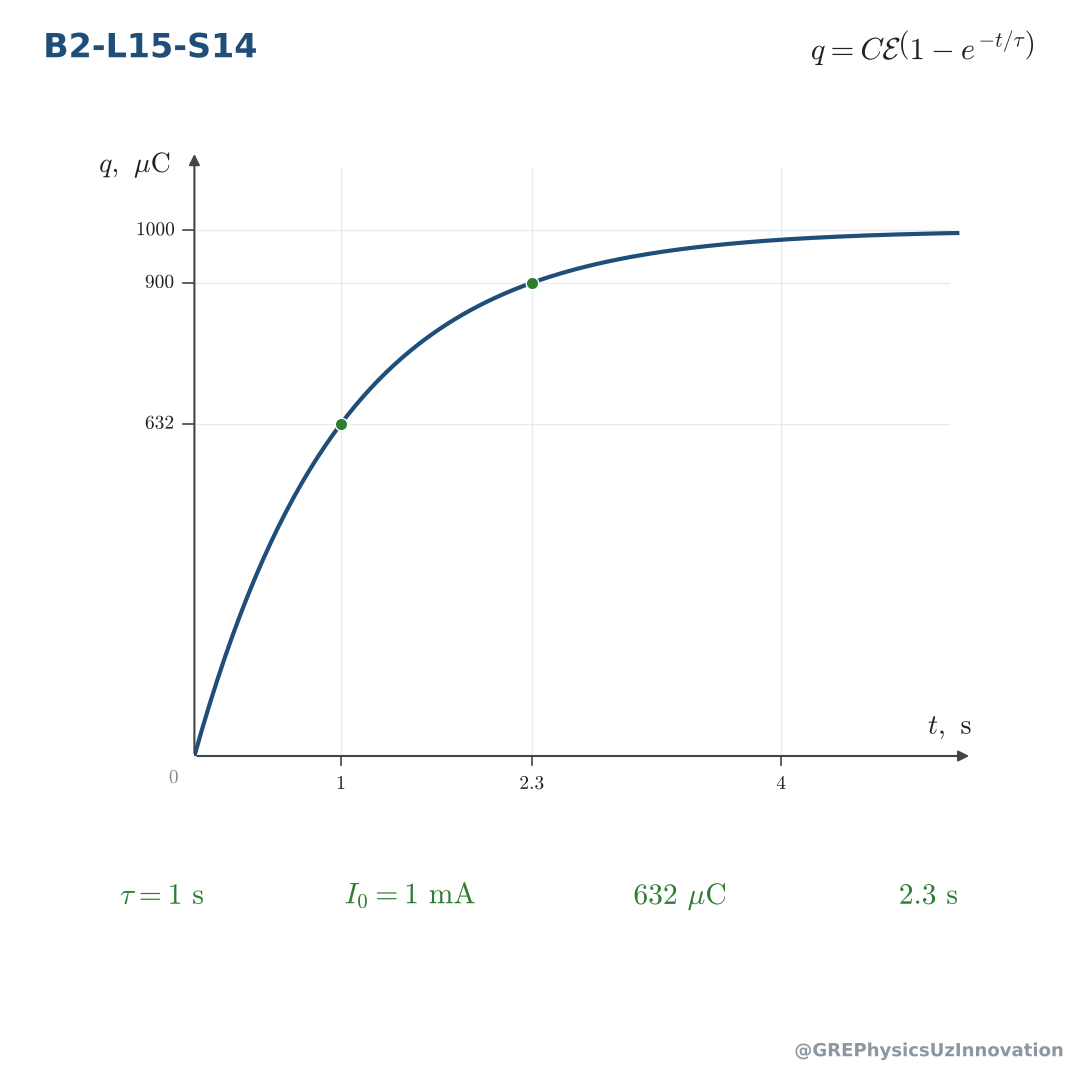 B2-L15-S14
q = Cℰ(1 − e^{−t/τ})
q, μC
1000
900
632
t, s
0
1
2.3
4
τ = 1 s
I₀ = 1 mA
632 μC
2.3 s
@GREPhysicsUzInnovation